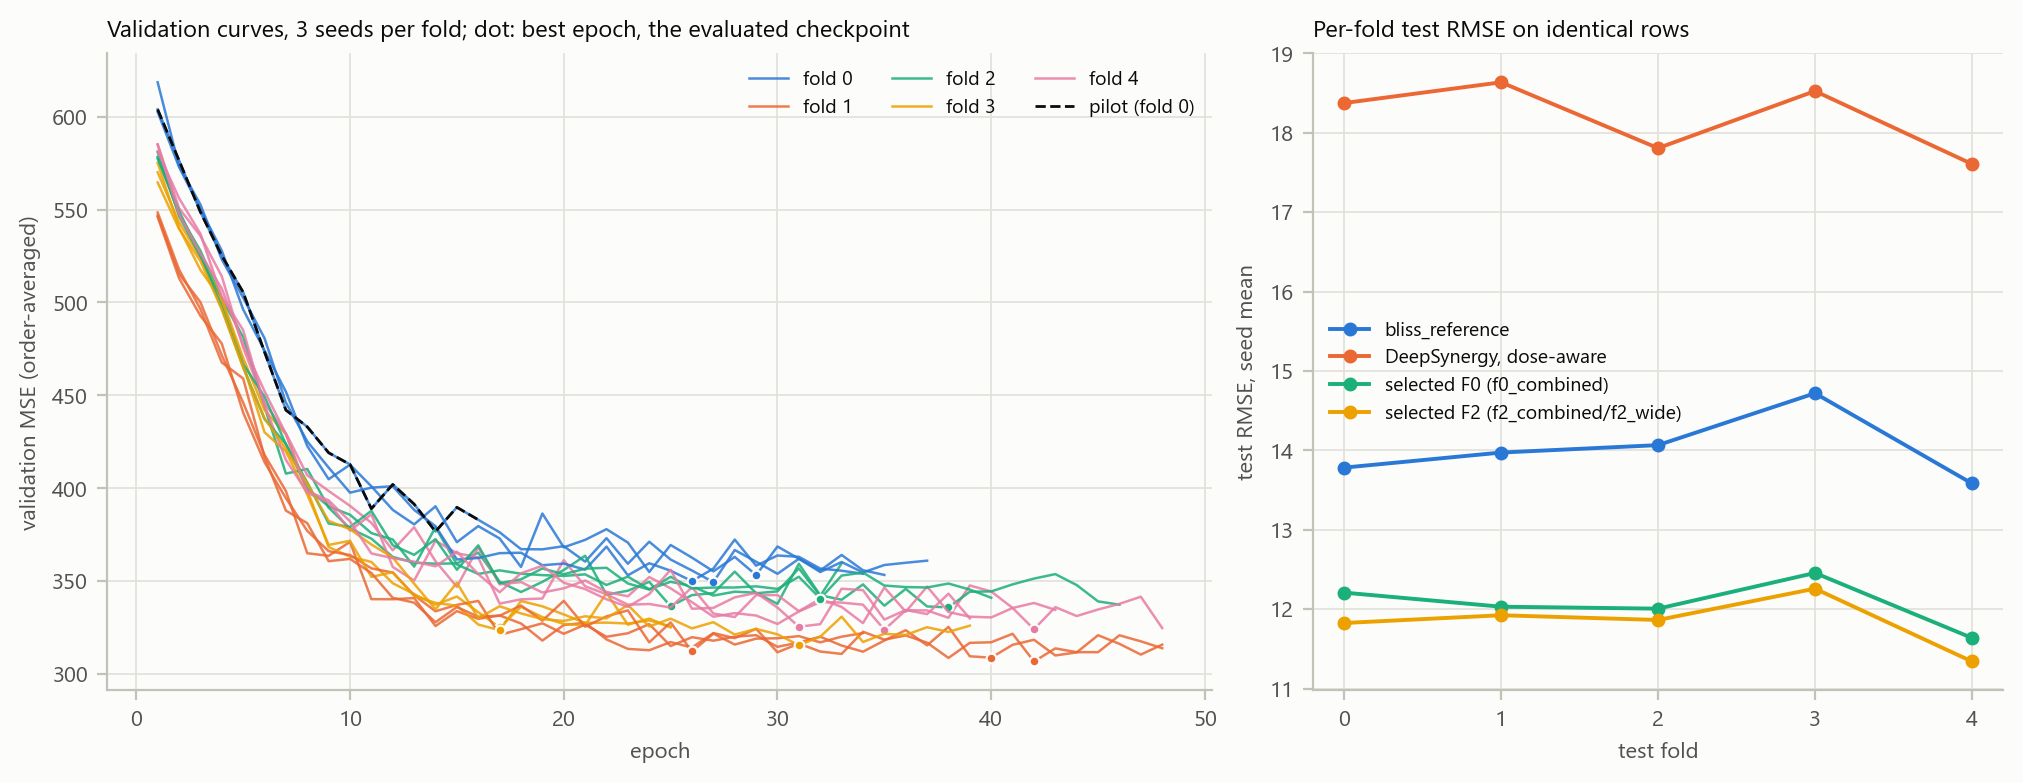 Validation curves, 3 seeds per fold; dot: best epoch, the evaluated checkpoint
fold 0
fold 2
fold 4
fold 1
fold 3
pilot (fold 0)
validation MSE (order-averaged)
600
550
500
450
400
350
300
0
10
20
30
40
50
epoch
Per-fold test RMSE on identical rows
test RMSE, seed mean
19
18
17
16
15
14
13
12
11
bliss_reference
DeepSynergy, dose-aware
selected F0 (f0_combined)
selected F2 (f2_combined/f2_wide)
0
1
2
3
4
test fold